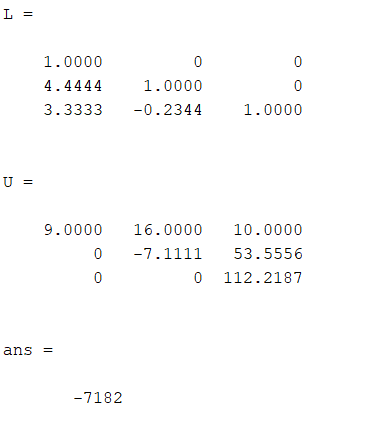 L =
1.0000 0 0
4.4444 1.0000 0
3.3333 -0.2344 1.0000
U =
9.0000 16.0000 10.0000
0 -7.1111 53.5556
0 0 112.2187
ans =
-7182